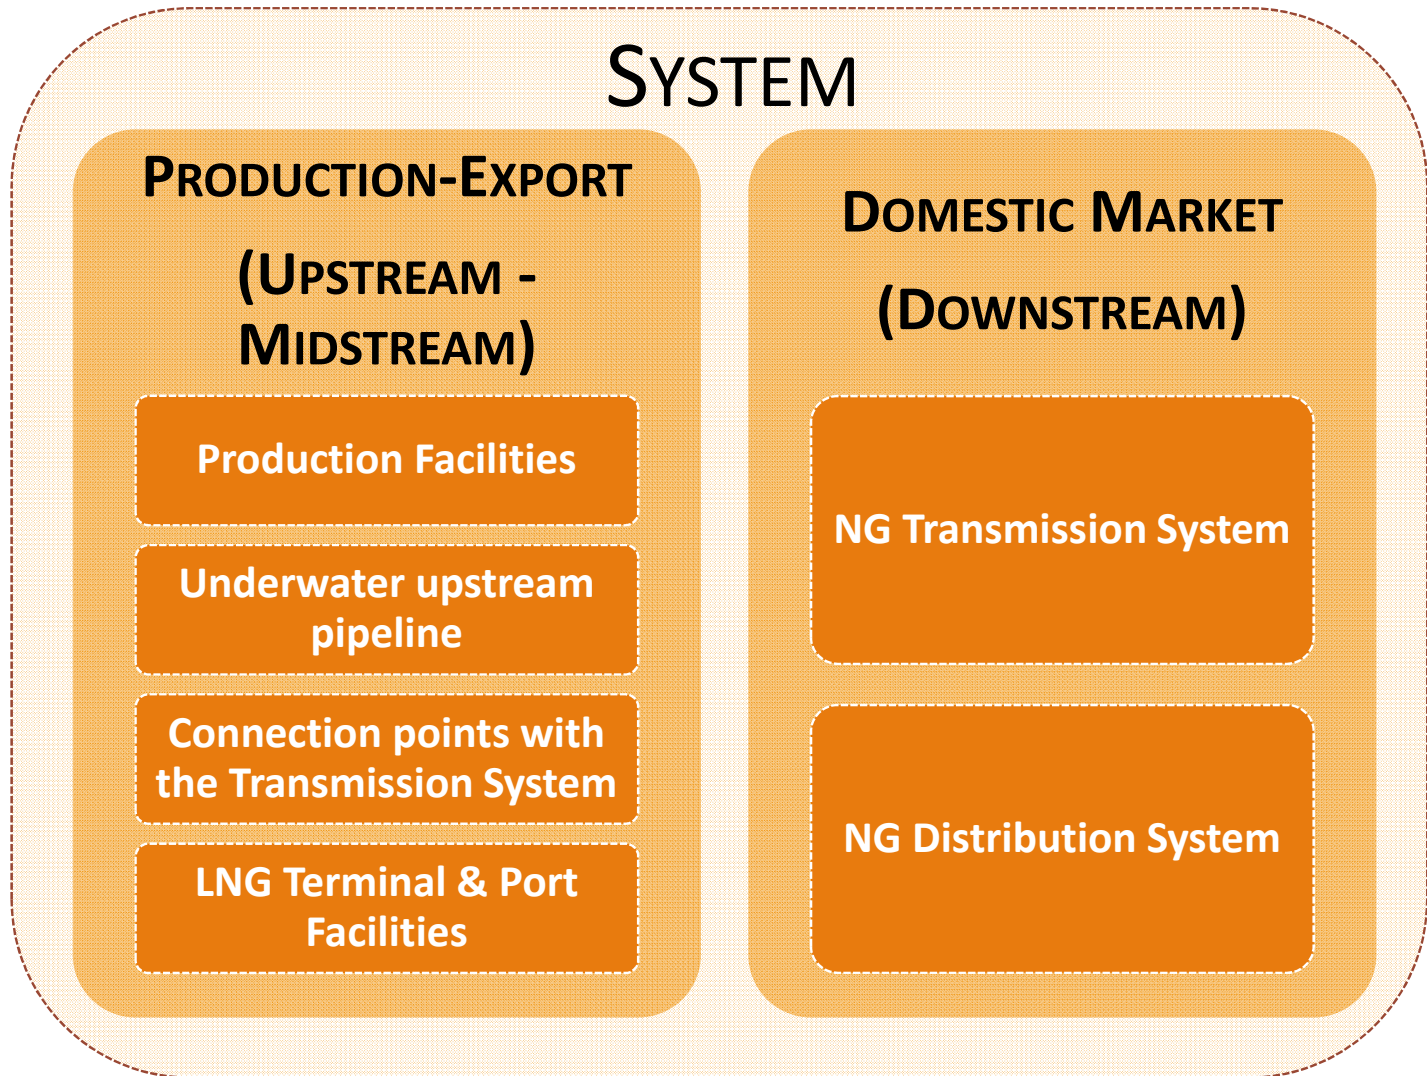 SYSTEM
PRODUCTION-EXPORT
(UPSTREAM -
MIDSTREAM)
Production Facilities
Underwater upstream
pipeline
Connection points with
the Transmission System
LNG Terminal & Port
Facilities
DOMESTIC MARKET
(DOWNSTREAM)
NG Transmission System
NG Distribution System